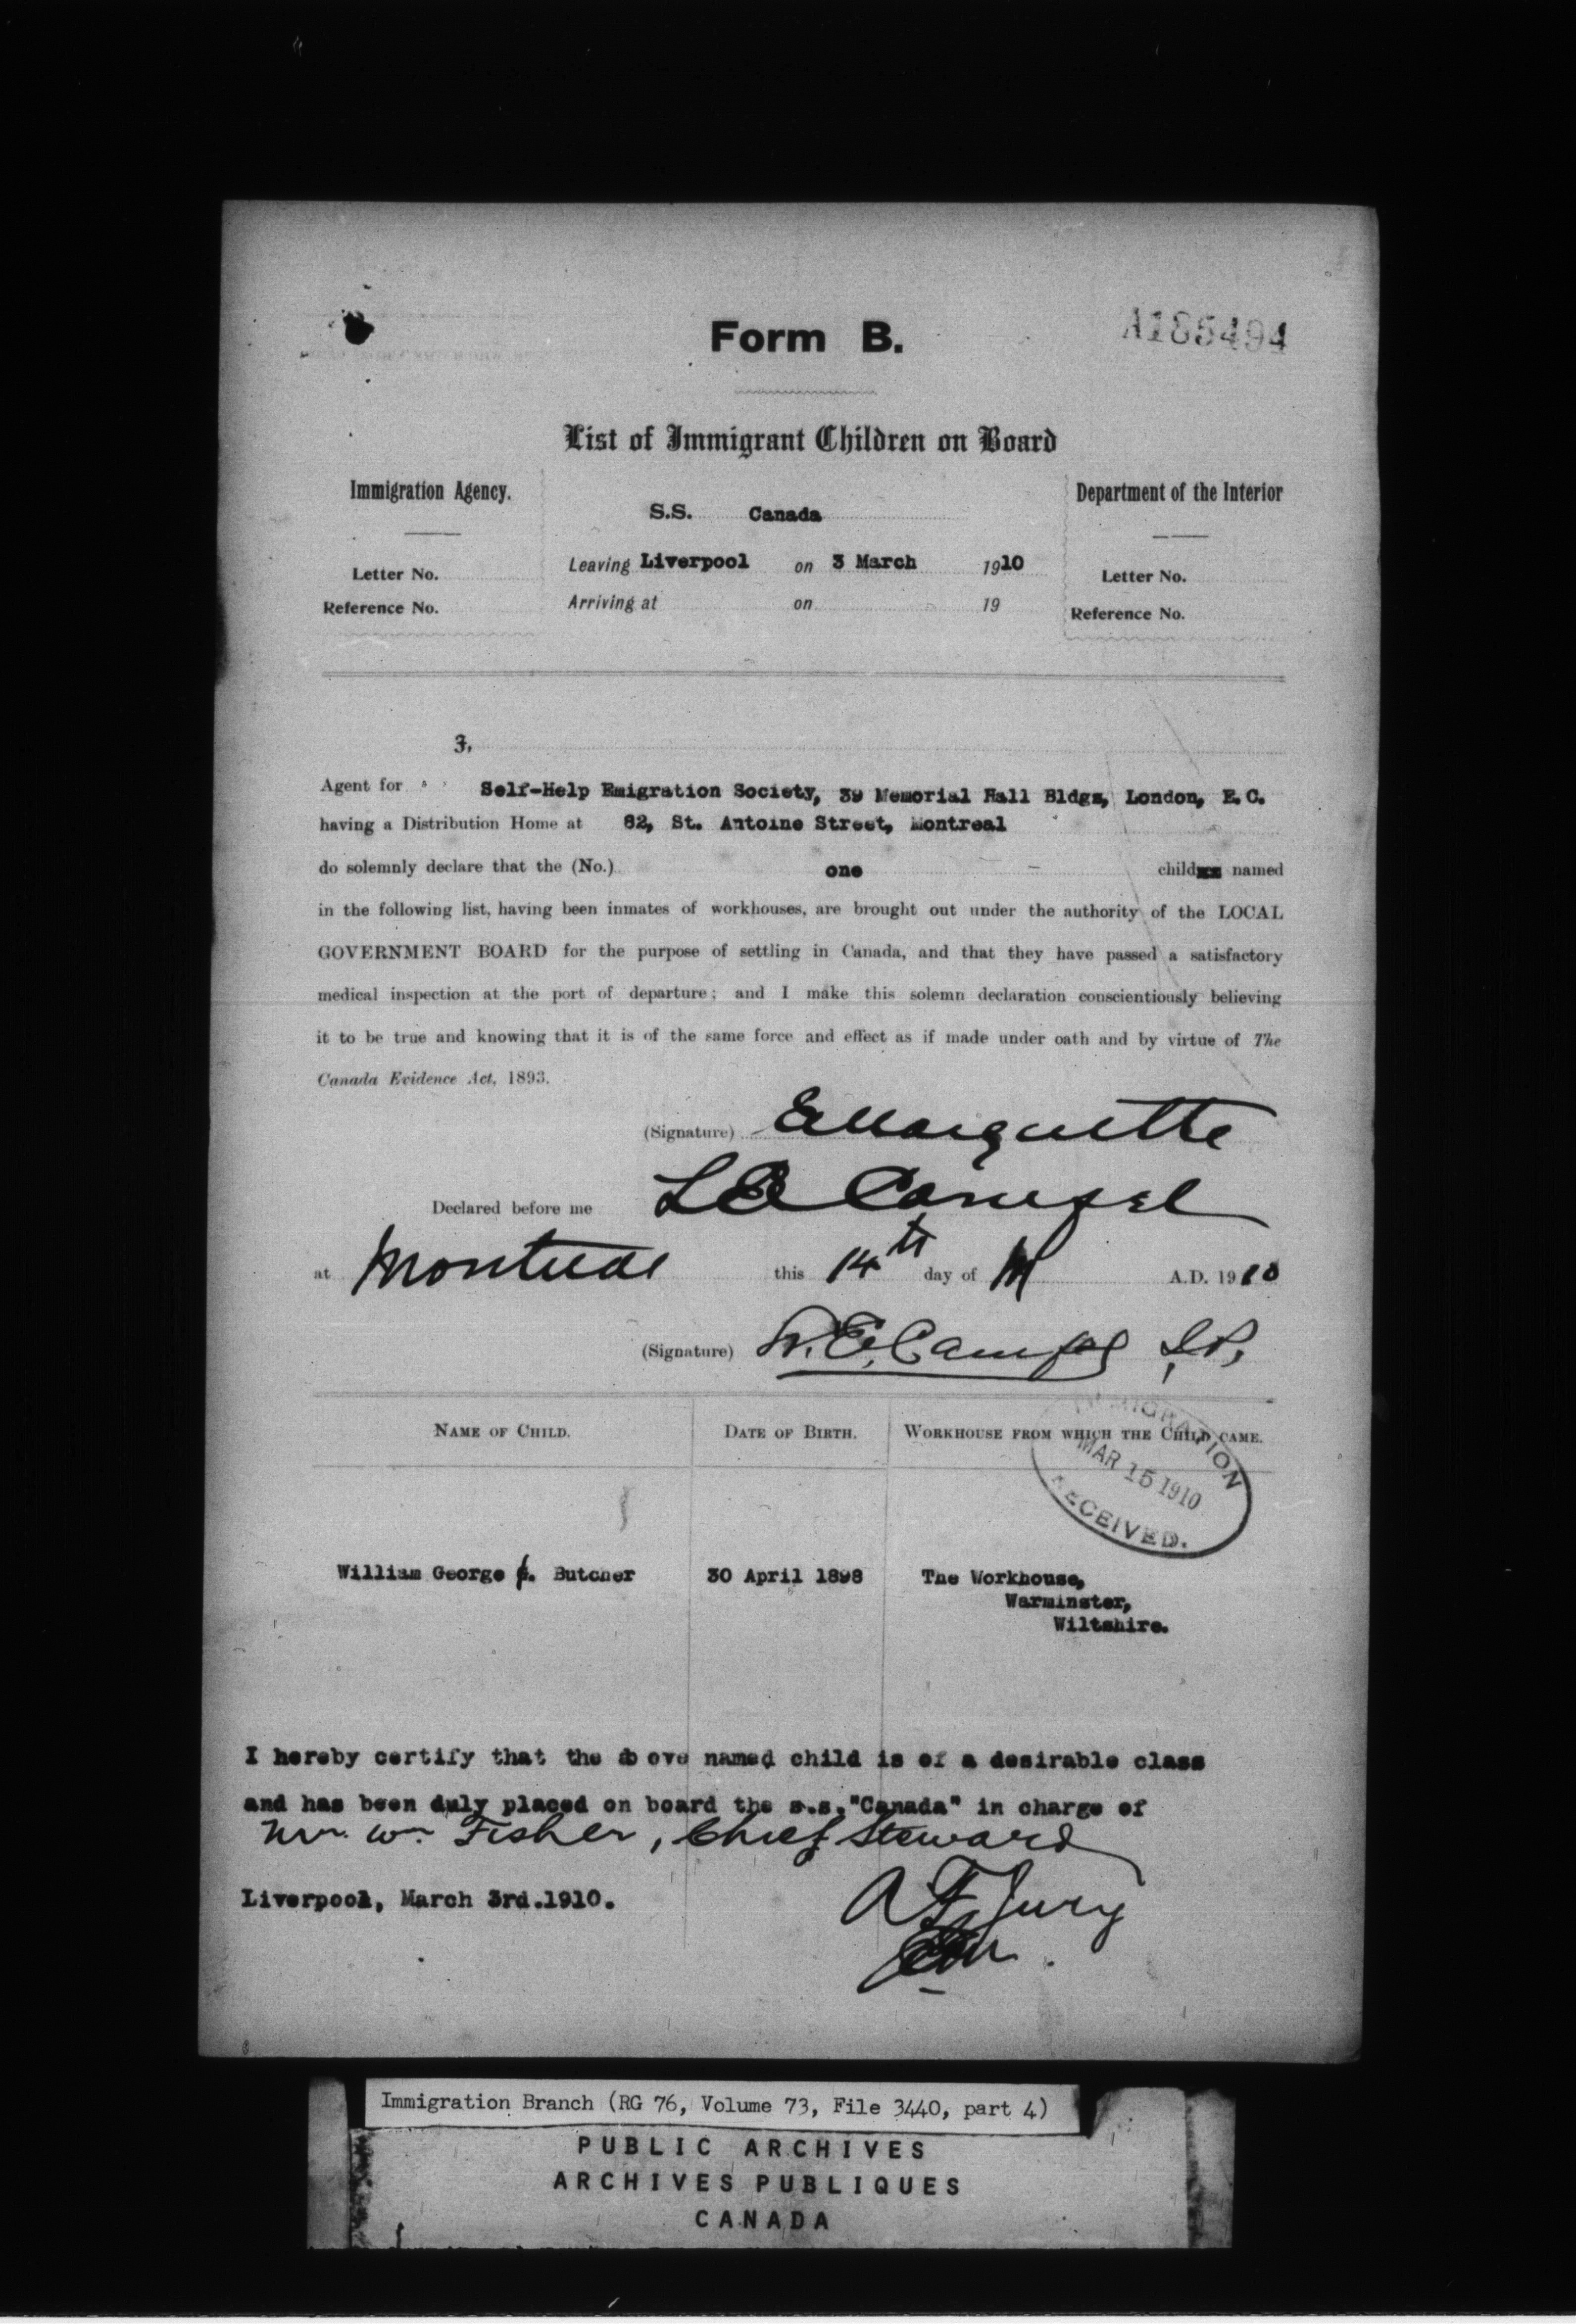 Form B.
A185494
List of Immigrant Children on Board
Immigration Agency.
Department of the Interior
S.S. Canada
Leaving Liverpool on 3 March 1910
Letter No.
Letter No.
Arriving at on 19
Reference No.
Reference No.
I,
Agent for Self-Help Emigration Society, 39 Memorial Hall Bldgs, London, E.C.
having a Distribution Home at 82, St. Antoine Street, Montreal
do solemnly declare that the (No.) one - child named
in the following list, having been inmates of workhouses, are brought out under the authority of the LOCAL
GOVERNMENT BOARD for the purpose of settling in Canada, and that they have passed a satisfactory
medical inspection at the port of departure; and I make this solemn declaration conscientiously believing
it to be true and knowing that it is of the same force and effect as if made under oath and by virtue of The
Canada Evidence Act, 1893.
(Signature) Marquette
Declared before me L E
at Montreal this 14th day of M A.D. 1910
(Signature) E. J.P.
NAME OF CHILD. DATE OF BIRTH. WORKHOUSE FROM WHICH THE CHILD CAME.
IMMIGRATION
MAR 15 1910
RECEIVED.
William George G. Butcher 30 April 1898 The Workhouse,
Warminster,
Wiltshire.
I hereby certify that the above named child is of a desirable class
and has been duly placed on board the s.s."Canada" in charge of
Mr. Wm Fisher, Chief Steward
Liverpool, March 3rd.1910.
A F Jury
Immigration Branch (RG 76, Volume 73, File 3440, part 4)
PUBLIC ARCHIVES
ARCHIVES PUBLIQUES
CANADA